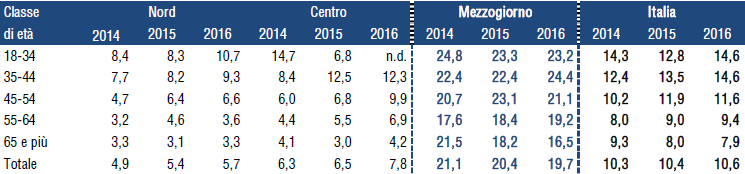 Classe Nord Centro Mezzogiorno Italia
di età 2014 2015 2016 2014 2015 2016 2014 2015 2016 2014 2015 2016
18-34 8,4 8,3 10,7 14,7 6,8 n.d. 24,8 23,3 23,2 14,3 12,8 14,6
35-44 7,7 8,2 9,3 8,4 12,5 12,3 22,4 22,4 24,4 12,4 13,5 14,6
45-54 4,7 6,4 6,6 6,0 6,8 9,9 20,7 23,1 21,1 10,2 11,9 11,6
55-64 3,2 4,6 3,6 4,4 5,5 6,9 17,6 18,4 19,2 8,0 9,0 9,4
65 e più 3,3 3,1 3,3 4,1 3,0 4,2 21,5 18,2 16,5 9,3 8,0 7,9
Totale 4,9 5,4 5,7 6,3 6,5 7,8 21,1 20,4 19,7 10,3 10,4 10,6